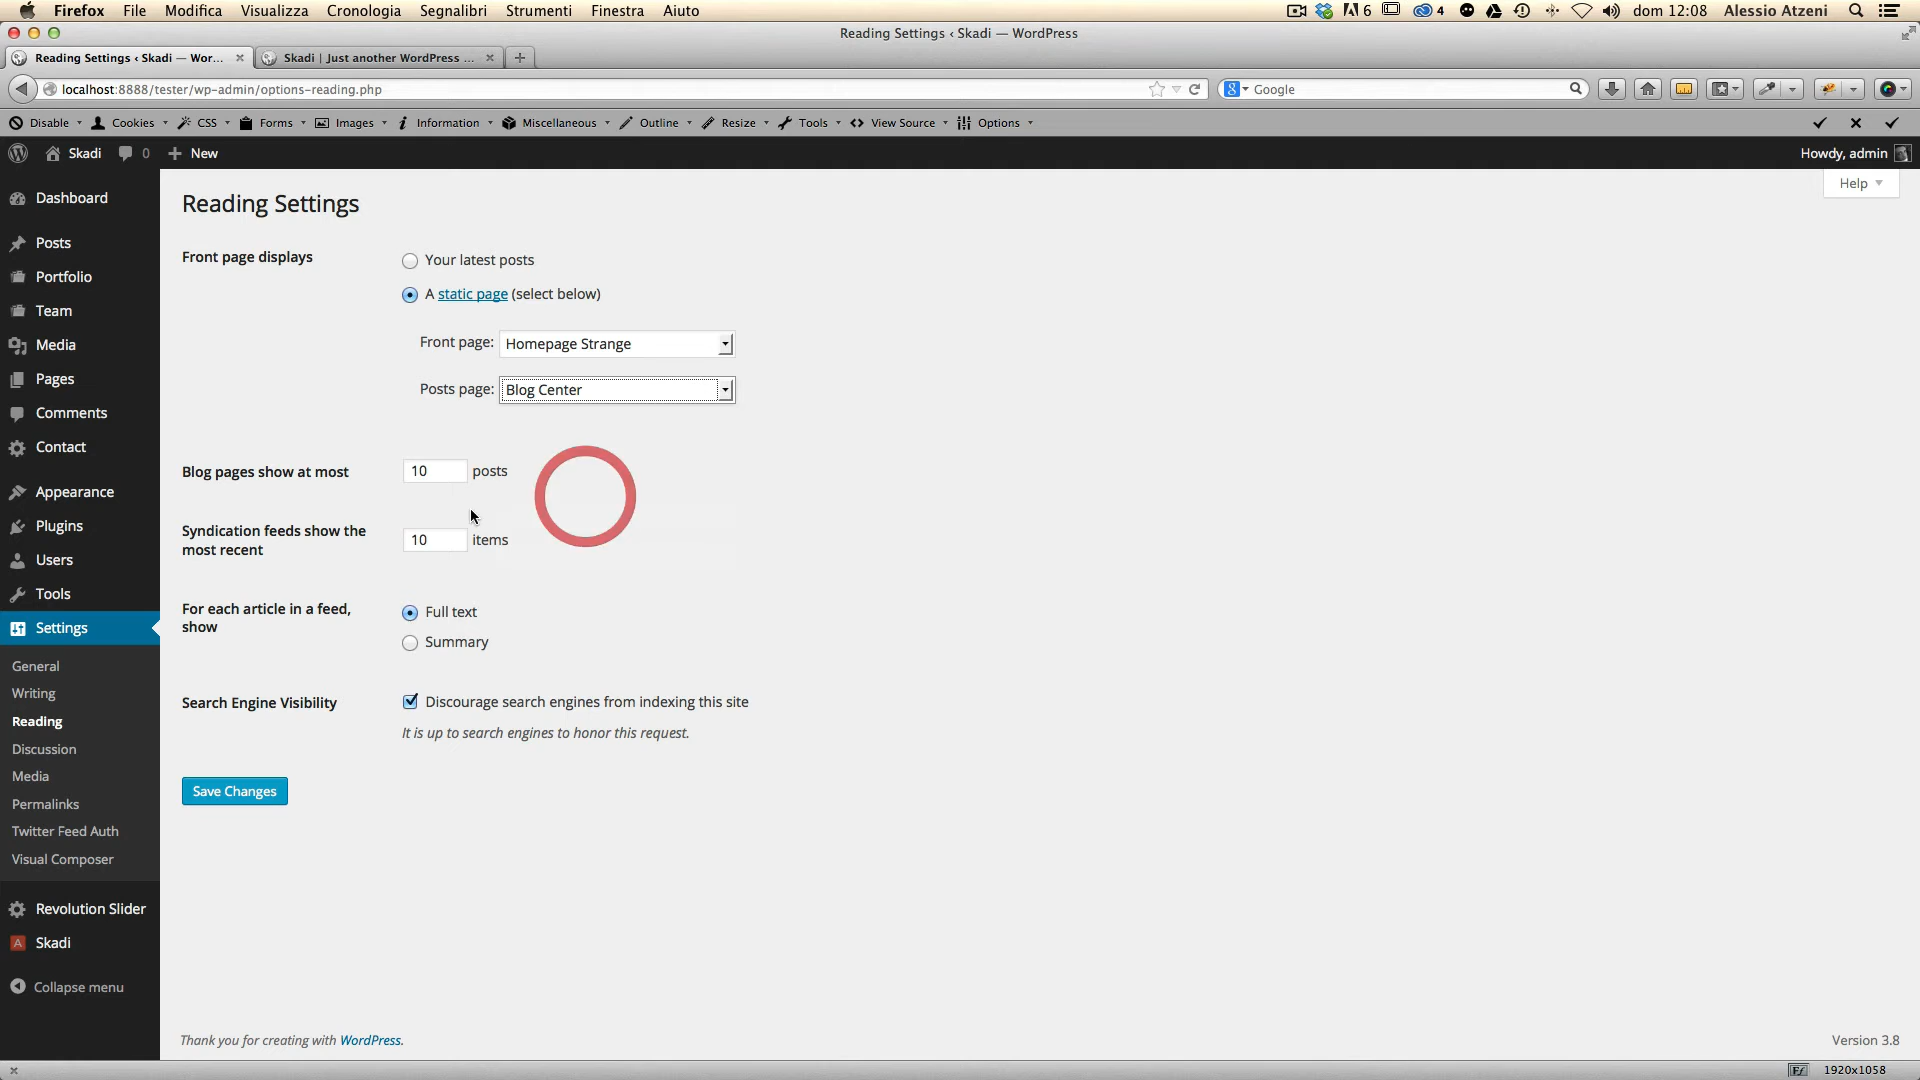 Firefox File Modifica Visualizza Cronologia Segnalibri Strumenti Finestra Aiuto 6 4 dom 12:08 Alessio Atzeni
Reading Settings ‹ Skadi — WordPress
Reading Settings ‹ Skadi — Wor... Skadi | Just another WordPress ...
localhost:8888/tester/wp-admin/options-reading.php Google
Disable Cookies CSS Forms Images Information Miscellaneous Outline Resize Tools View Source Options
Skadi 0 New Howdy, admin
Help
Dashboard
Posts
Portfolio
Team
Media
Pages
Comments
Contact
Appearance
Plugins
Users
Tools
Settings
General
Writing
Reading
Discussion
Media
Permalinks
Twitter Feed Auth
Visual Composer
Revolution Slider
Skadi
Collapse menu
Reading Settings
Front page displays
Your latest posts
A static page (select below)
Front page: Homepage Strange
Posts page: Blog Center
Blog pages show at most 10 posts
Syndication feeds show the
most recent
10 items
For each article in a feed,
show
Full text
Summary
Search Engine Visibility
Discourage search engines from indexing this site
It is up to search engines to honor this request.
Save Changes
Thank you for creating with WordPress.
Version 3.8
1920x1058